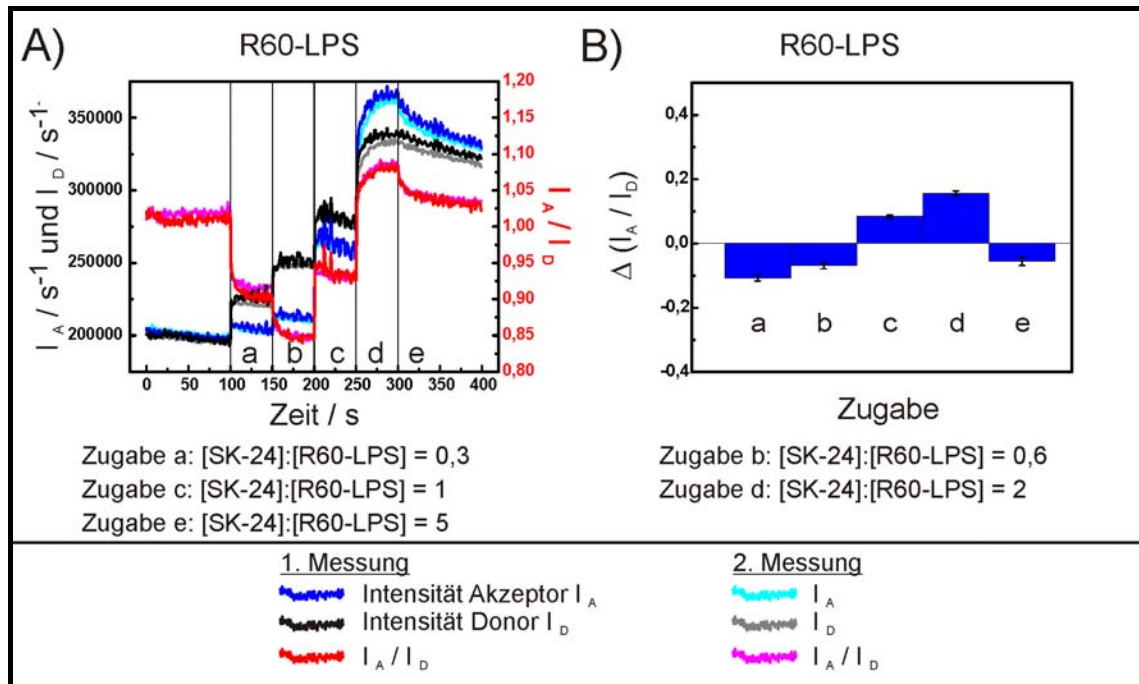 A)
R60-LPS
I A / s-1 und I D / s-1
350000
300000
250000
200000
1,20
1,15
1,10
1,05
1,00
0,95
0,90
0,85
0,80
I A / I D
a b c d e
0 50 100 150 200 250 300 350 400
Zeit / s
B)
R60-LPS
Δ (I A / I D)
0,4
0,2
0,0
-0,2
-0,4
a b c d e
Zugabe
Zugabe a: [SK-24]:[R60-LPS] = 0,3
Zugabe b: [SK-24]:[R60-LPS] = 0,6
Zugabe c: [SK-24]:[R60-LPS] = 1
Zugabe d: [SK-24]:[R60-LPS] = 2
Zugabe e: [SK-24]:[R60-LPS] = 5
1. Messung
Intensität Akzeptor I A
Intensität Donor I D
I A / I D
2. Messung
I A
I D
I A / I D